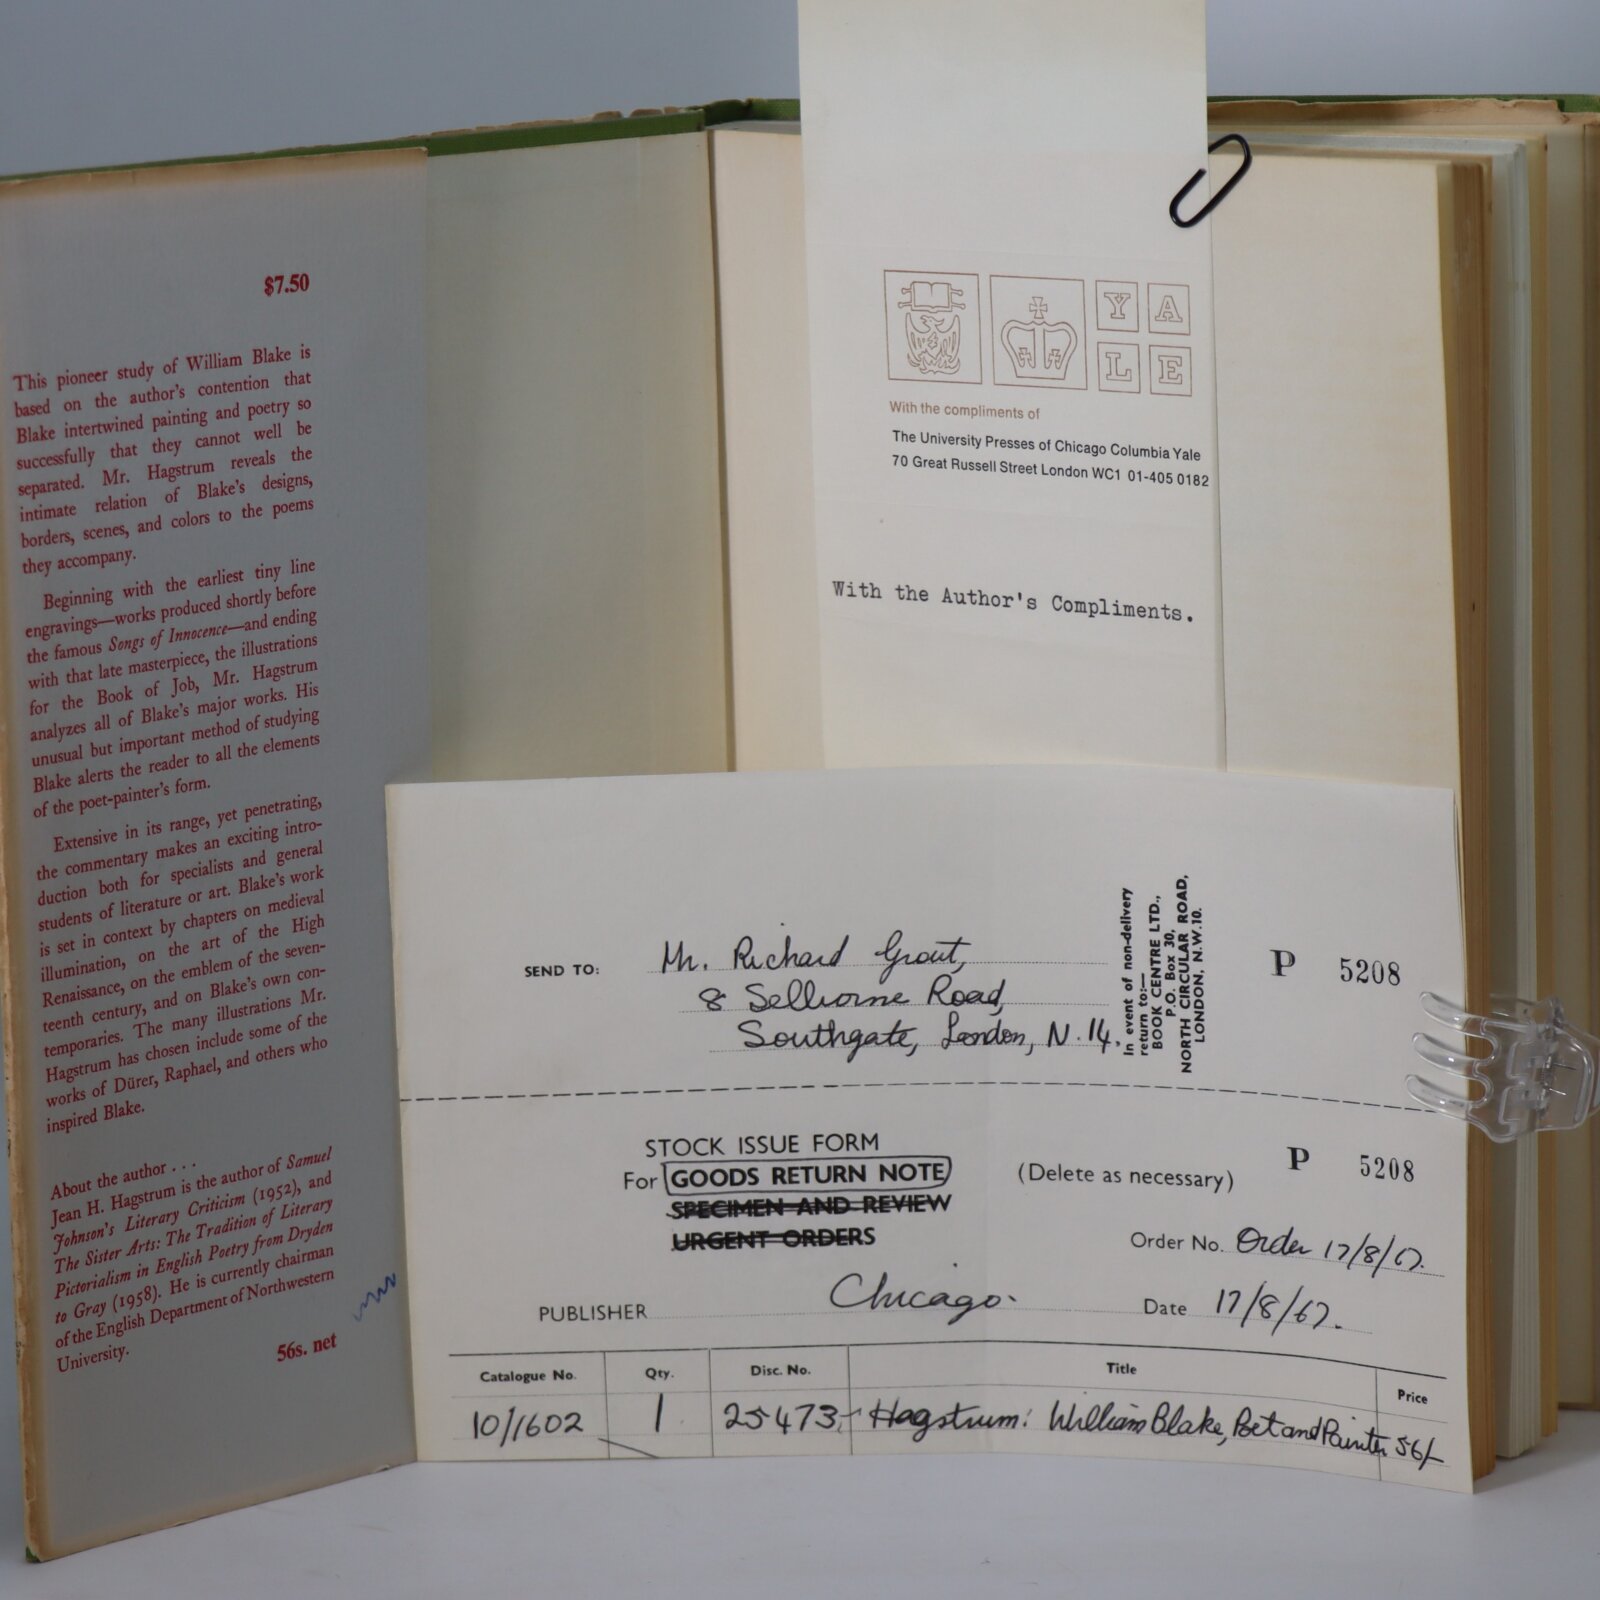 $7.50
This pioneer study of William Blake is
based on the author's contention that
Blake intertwined painting and poetry so
successfully that they cannot well be
separated. Mr. Hagstrum reveals the
intimate relation of Blake's designs,
borders, scenes, and colors to the poems
they accompany.
Beginning with the earliest tiny line
engravings—works produced shortly before
the famous Songs of Innocence—and ending
with that late masterpiece, the illustrations
for the Book of Job, Mr. Hagstrum
analyzes all of Blake's major works. His
unusual but important method of studying
Blake alerts the reader to all the elements
of the poet-painter's form.
Extensive in its range, yet penetrating,
the commentary makes an exciting intro-
duction both for specialists and general
students of literature or art. Blake's work
is set in context by chapters on medieval
illumination, on the art of the High
Renaissance, on the emblem of the seven-
teenth century, and on Blake's own con-
temporaries. The many illustrations Mr.
Hagstrum has chosen include some of the
works of Dürer, Raphael, and others who
inspired Blake.
About the author . . .
Jean H. Hagstrum is the author of Samuel
Johnson's Literary Criticism (1952), and
The Sister Arts: The Tradition of Literary
Pictorialism in English Poetry from Dryden
to Gray (1958). He is currently chairman
of the English Department of Northwestern
University.
56s. net
YALE
With the compliments of
The University Presses of Chicago Columbia Yale
70 Great Russell Street London WC1 01-405 0182
With the Author's Compliments.
SEND TO: Mr. Richard Grout,
8 Selborne Road,
Southgate, London, N.14.
In event of non-delivery
return to:—
BOOK CENTRE LTD.,
P.O. Box 30,
NORTH CIRCULAR ROAD,
LONDON, N.W.10.
P 5208
STOCK ISSUE FORM
For GOODS RETURN NOTE (Delete as necessary)
SPECIMEN AND REVIEW
URGENT ORDERS
P 5208
Order No. Order 17/8/67.
PUBLISHER Chicago. Date 17/8/67.
Catalogue No. Qty. Disc. No. Title Price
10/1602 1 25473 Hagstrum: William Blake, Poet and Painter 56/-